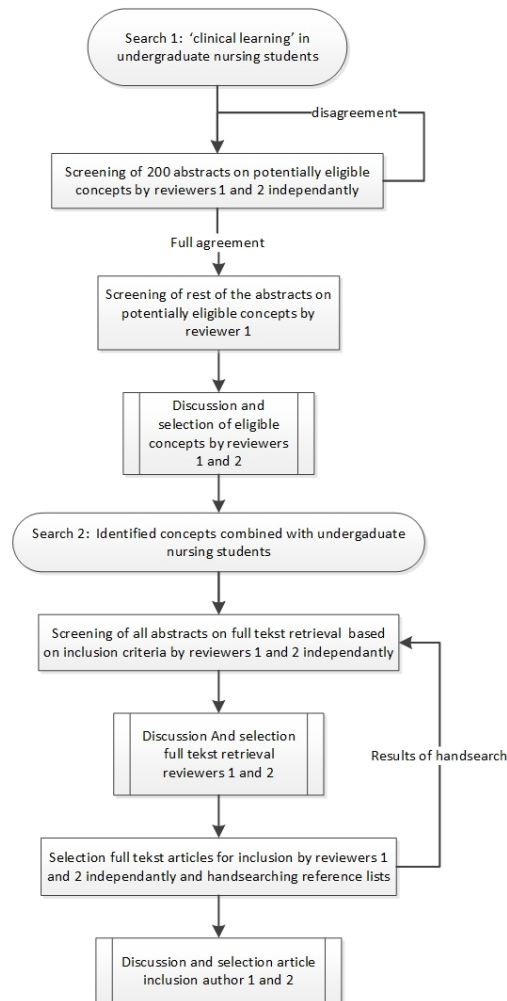 Search 1:  ‘clinical learning’ in
undergraduate nursing students
disagreement
Screening of 200 abstracts on potentially eligible
concepts by reviewers 1 and 2 independantly
Full agreement
Screening of rest of the abstracts on
potentially eligible concepts by
reviewer 1
Discussion and
selection of eligible
concepts by reviewers
1 and 2
Search 2:  Identified concepts combined with undergaduate
nursing students
Screening of all abstracts on full tekst retrieval  based
on inclusion criteria by reviewers 1 and 2 independantly
Discussion And selection
full tekst retrieval
reviewers 1 and 2
Results of handsearch
Selection full tekst articles for inclusion by reviewers 1
and 2 independantly and handsearching reference lists
Discussion and selection article
inclusion author 1 and 2